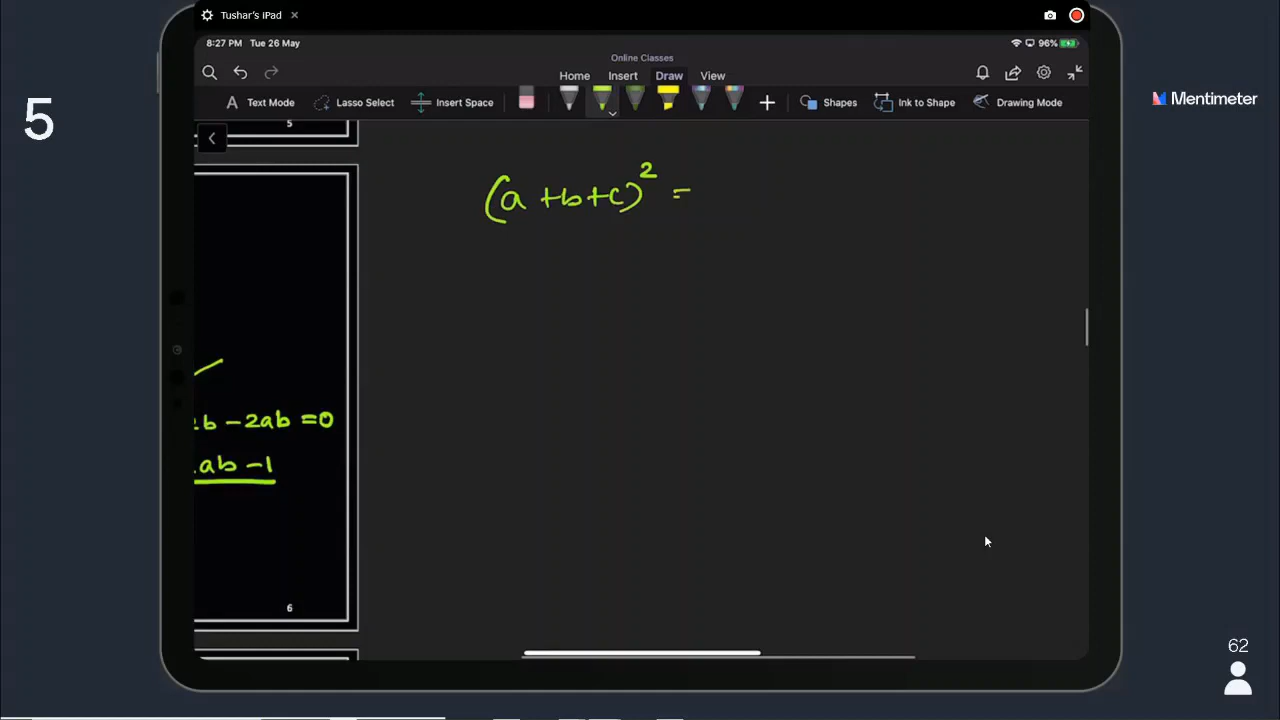 Tushar's iPad
5
Mentimeter
8:27 PM Tue 26 May
96%
Online Classes
Home Insert Draw View
Text Mode Lasso Select Insert Space Shapes Ink to Shape Drawing Mode
5
(a+b+c)² =
b - 2ab = 0
ab - 1
6
62